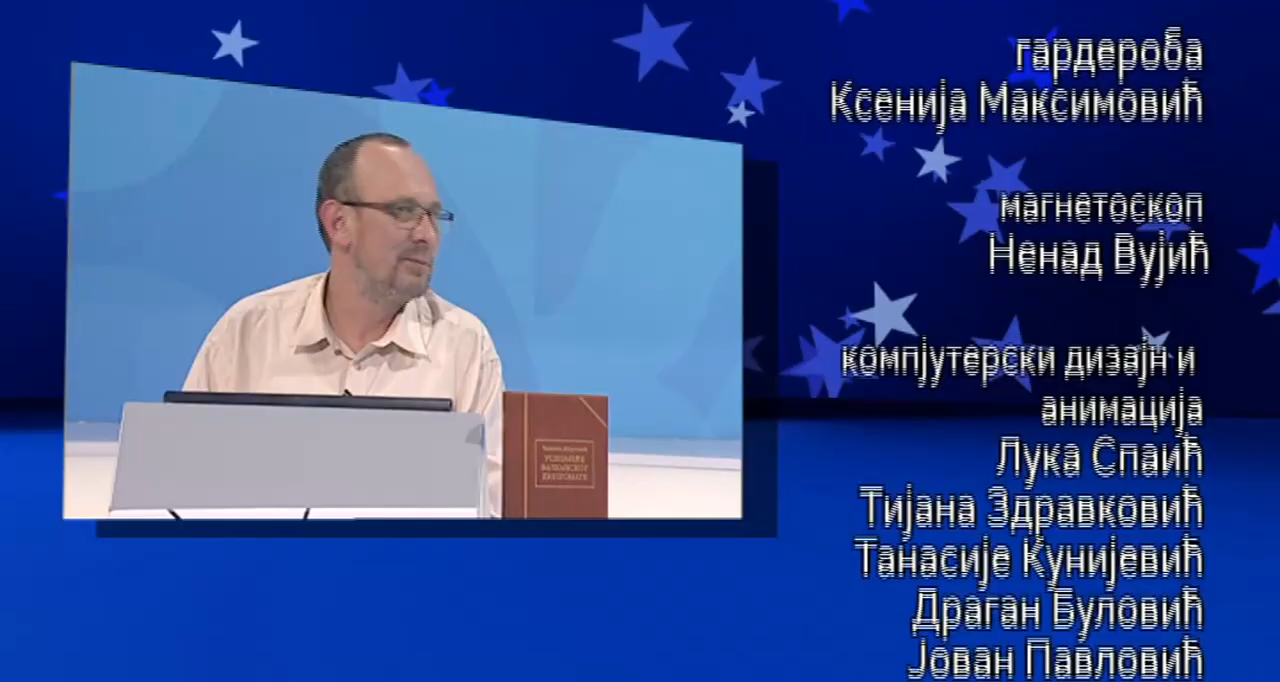 гардероба
Ксенија Максимовић
магнетоскоп
Ненад Вујић
компјутерски дизајн и
анимација
Лука Спаић
Тијана Здравковић
Танасије Кунијевић
Драган Буловић
Јован Павловић